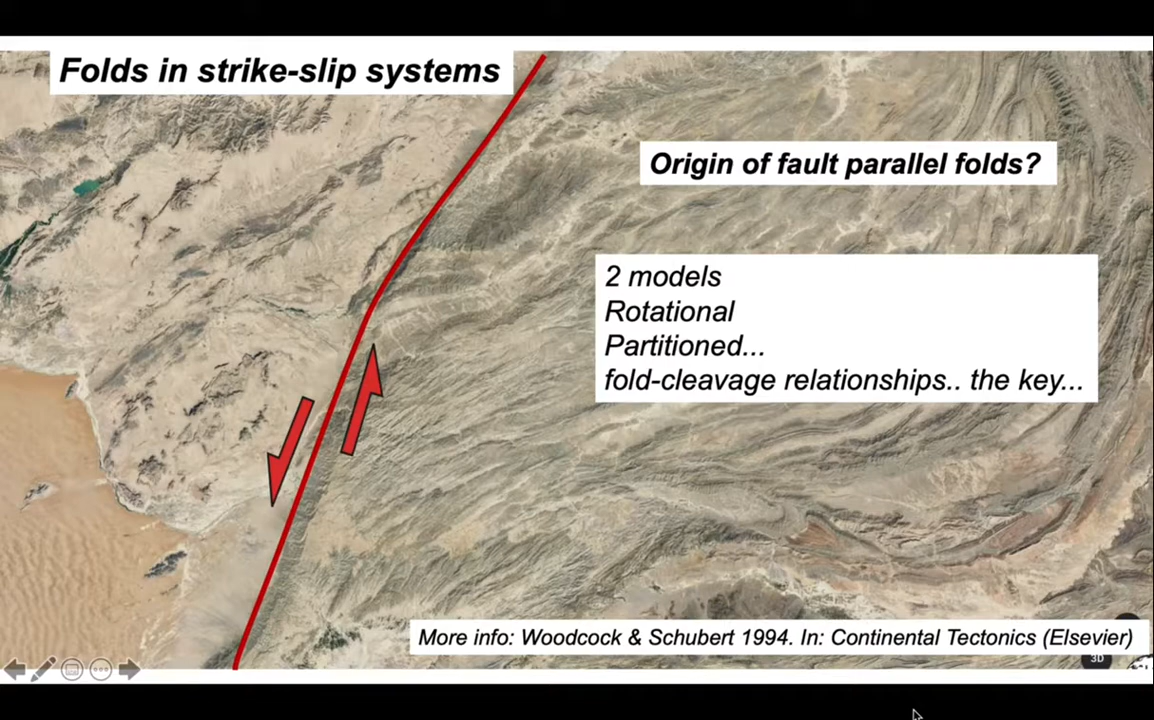 Folds in strike-slip systems
Origin of fault parallel folds?
2 models
Rotational
Partitioned...
fold-cleavage relationships.. the key...
More info: Woodcock & Schubert 1994. In: Continental Tectonics (Elsevier)
3D